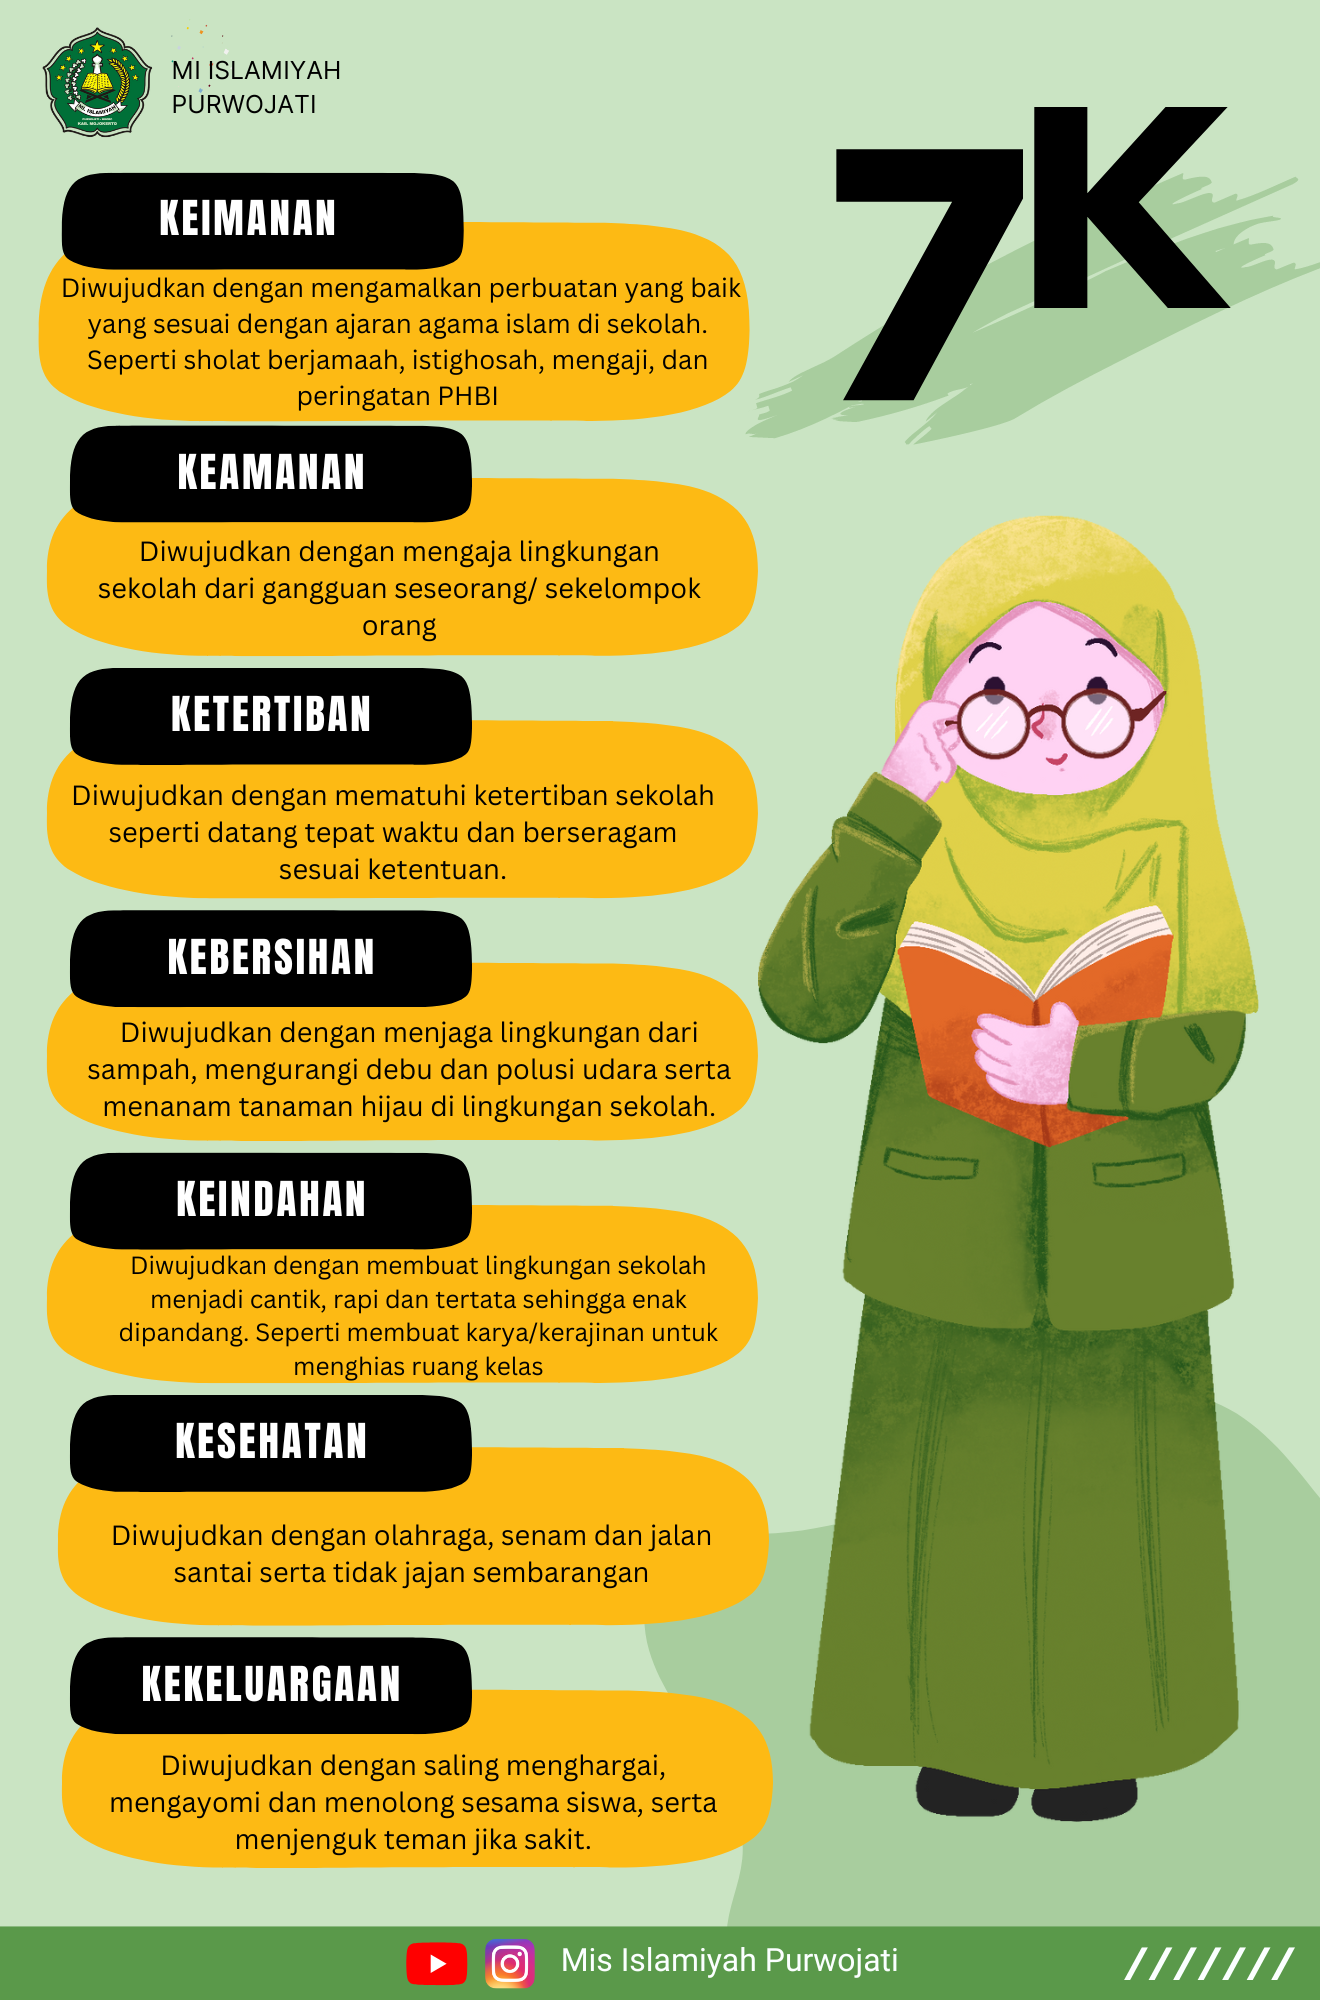 MI ISLAMIYAH
PURWOJATI
7K
KEIMANAN
Diwujudkan dengan mengamalkan perbuatan yang baik
yang sesuai dengan ajaran agama islam di sekolah.
Seperti sholat berjamaah, istighosah, mengaji, dan
peringatan PHBI
KEAMANAN
Diwujudkan dengan mengaja lingkungan
sekolah dari gangguan seseorang/ sekelompok
orang
KETERTIBAN
Diwujudkan dengan mematuhi ketertiban sekolah
seperti datang tepat waktu dan berseragam
sesuai ketentuan.
KEBERSIHAN
Diwujudkan dengan menjaga lingkungan dari
sampah, mengurangi debu dan polusi udara serta
menanam tanaman hijau di lingkungan sekolah.
KEINDAHAN
Diwujudkan dengan membuat lingkungan sekolah
menjadi cantik, rapi dan tertata sehingga enak
dipandang. Seperti membuat karya/kerajinan untuk
menghias ruang kelas
KESEHATAN
Diwujudkan dengan olahraga, senam dan jalan
santai serta tidak jajan sembarangan
KEKELUARGAAN
Diwujudkan dengan saling menghargai,
mengayomi dan menolong sesama siswa, serta
menjenguk teman jika sakit.
Mis Islamiyah Purwojati